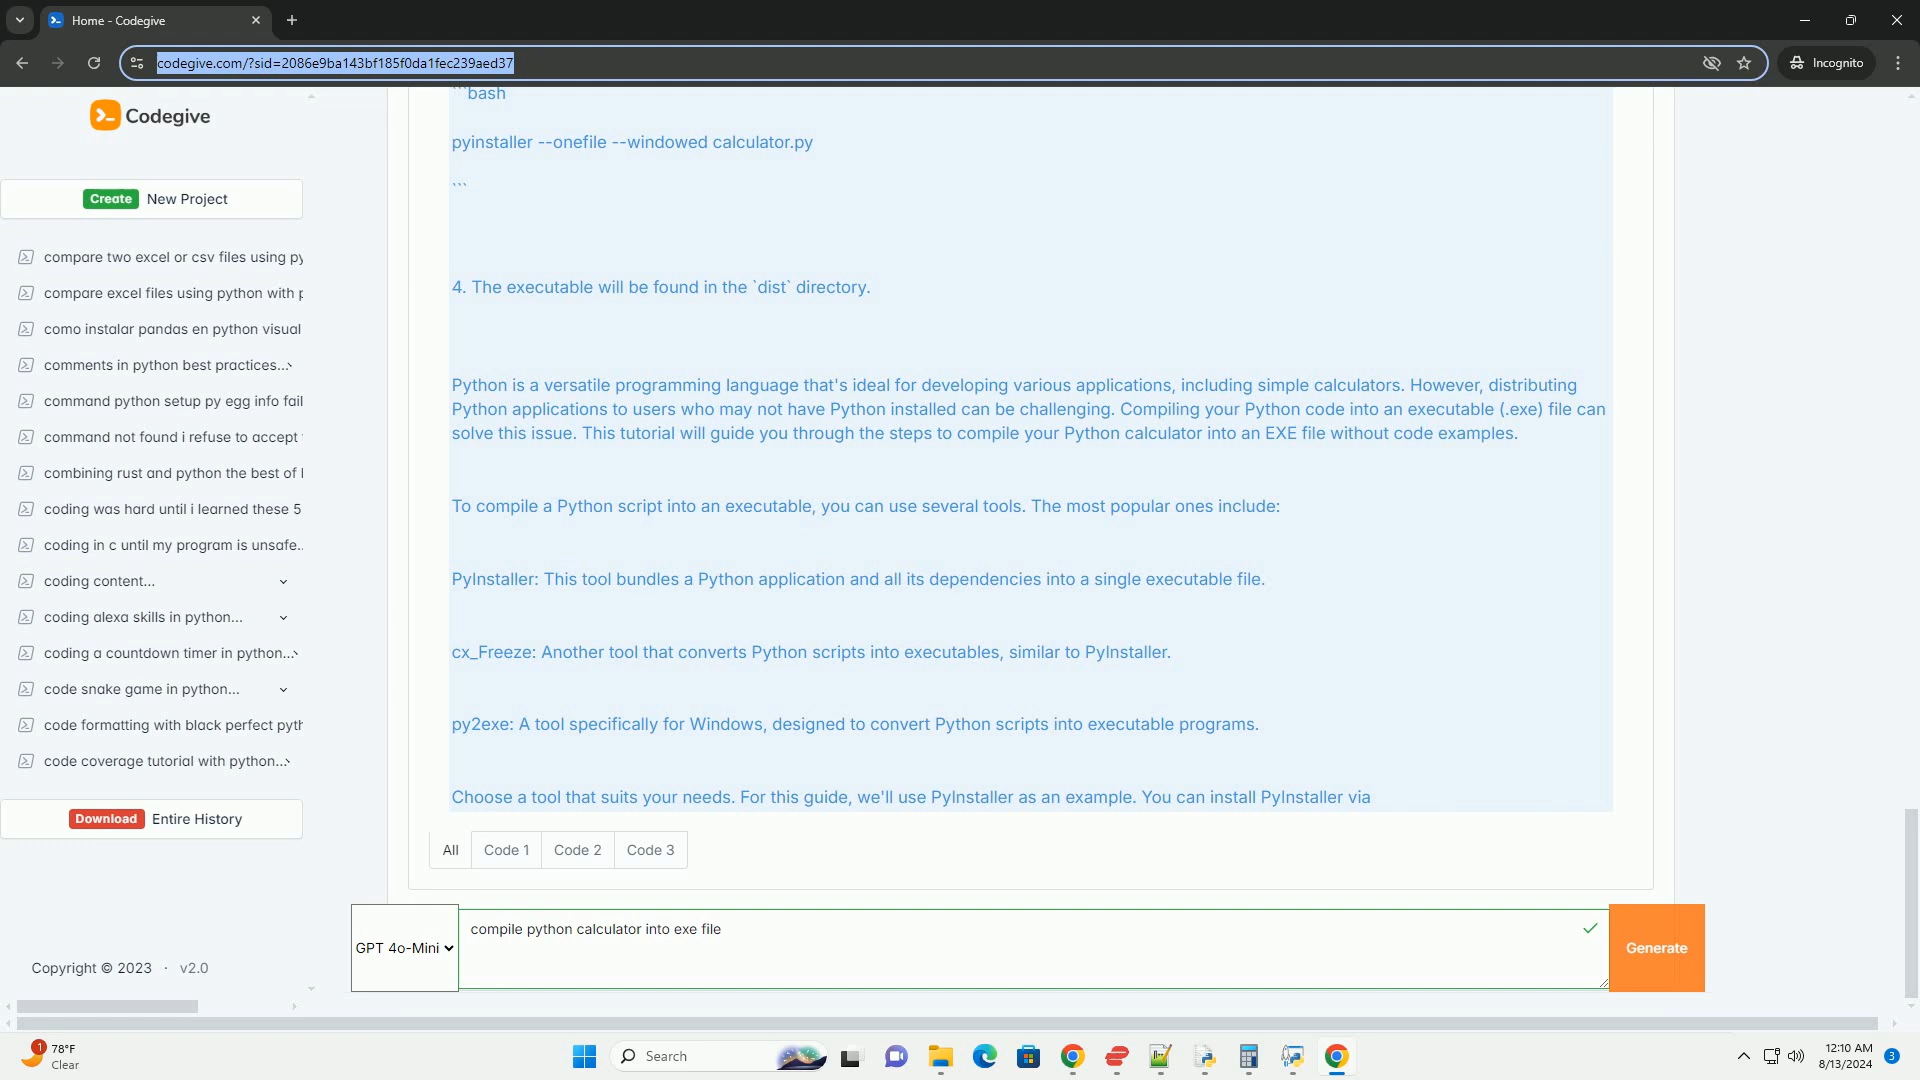 Home - Codegive
codegive.com/?sid=2086e9ba143bf185f0da1fec239aed37
Incognito
Codegive
Create New Project
compare two excel or csv files using py
compare excel files using python with p
como instalar pandas en python visual
comments in python best practices...
command python setup py egg info fail
command not found i refuse to accept
combining rust and python the best of
coding was hard until i learned these 5
coding in c until my program is unsafe..
coding content...
coding alexa skills in python...
coding a countdown timer in python...
code snake game in python...
code formatting with black perfect pyth
code coverage tutorial with python...
Download Entire History
Copyright © 2023 · v2.0
```bash
pyinstaller --onefile --windowed calculator.py
```
4. The executable will be found in the `dist` directory.
Python is a versatile programming language that's ideal for developing various applications, including simple calculators. However, distributing
Python applications to users who may not have Python installed can be challenging. Compiling your Python code into an executable (.exe) file can
solve this issue. This tutorial will guide you through the steps to compile your Python calculator into an EXE file without code examples.
To compile a Python script into an executable, you can use several tools. The most popular ones include:
PyInstaller: This tool bundles a Python application and all its dependencies into a single executable file.
cx_Freeze: Another tool that converts Python scripts into executables, similar to PyInstaller.
py2exe: A tool specifically for Windows, designed to convert Python scripts into executable programs.
Choose a tool that suits your needs. For this guide, we'll use PyInstaller as an example. You can install PyInstaller via
All Code 1 Code 2 Code 3
GPT 4o-Mini
compile python calculator into exe file
Generate
1
78°F
Clear
Search
12:10 AM
8/13/2024
3